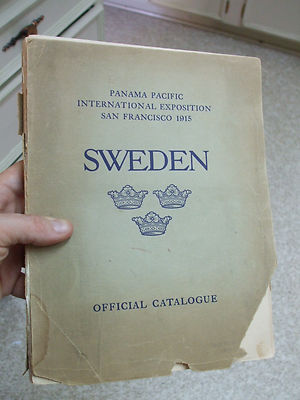 PANAMA PACIFIC
INTERNATIONAL EXPOSITION
SAN FRANCISCO 1915
SWEDEN
OFFICIAL CATALOGUE